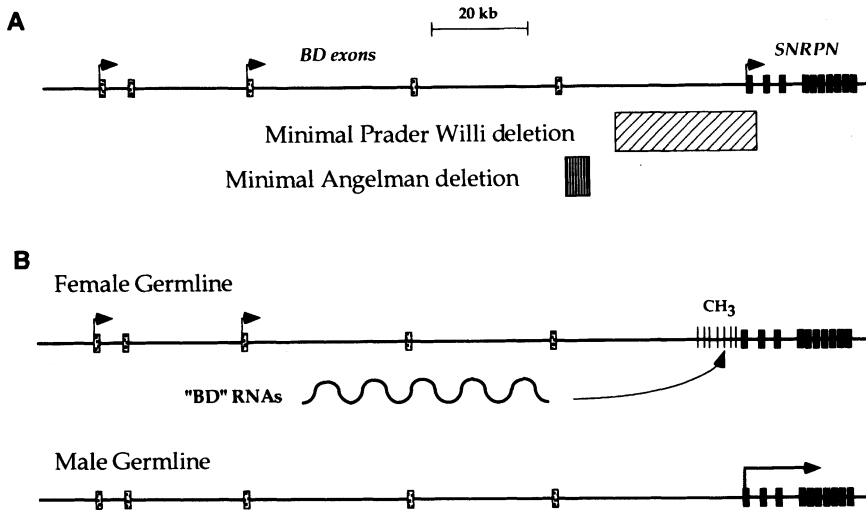 A
20 kb
BD exons
SNRPN
Minimal Prader Willi deletion
Minimal Angelman deletion
B
Female Germline
CH3
"BD" RNAs
Male Germline